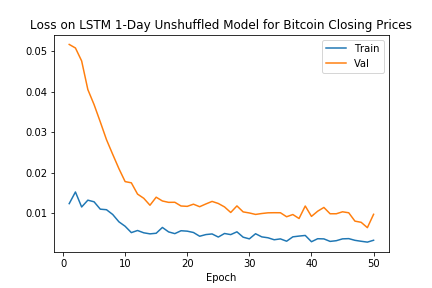 Loss on LSTM 1-Day Unshuffled Model for Bitcoin Closing Prices
Train
Val
0.05
0.04
0.03
0.02
0.01
0 10 20 30 40 50
Epoch